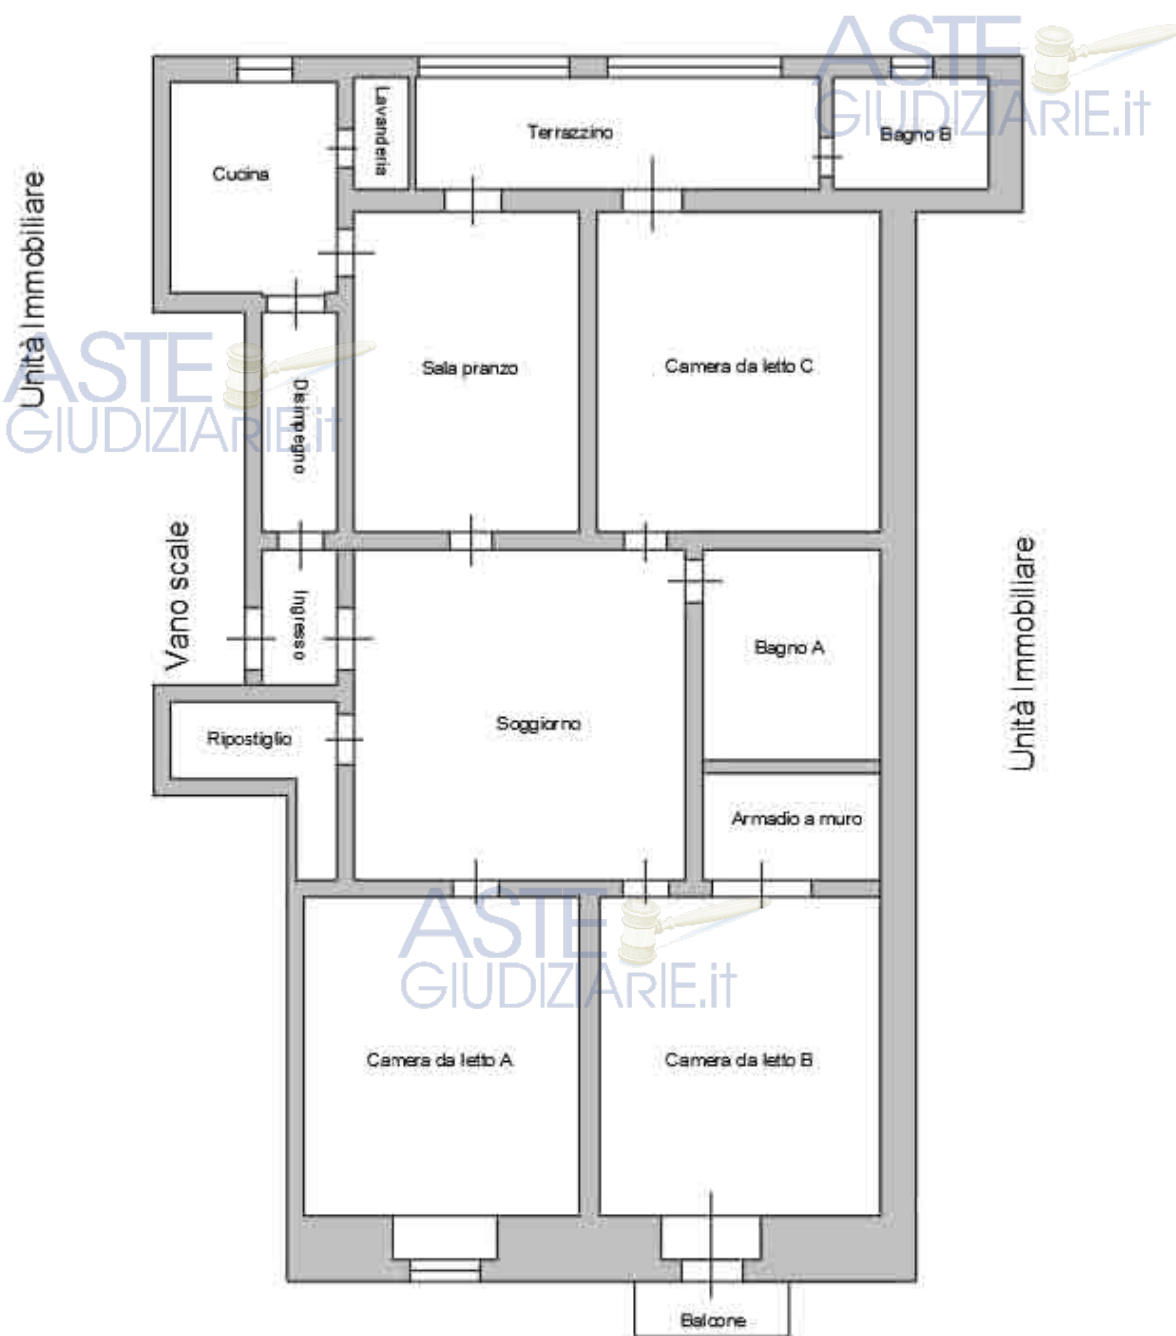 ASTE
GIUDIZIARIE.it
Lavanderia
Terrazzino
Bagno B
Cucina
Unità Immobiliare
ASTE
GIUDIZIARIE.it
Sala pranzo
Camera da letto C
Disimpegno
Vano scale
Ingresso
Bagno A
Unità Immobiliare
Soggiorno
Ripostiglio
Armadio a muro
ASTE
GIUDIZIARIE.it
Camera da letto A
Camera da letto B
Balcone